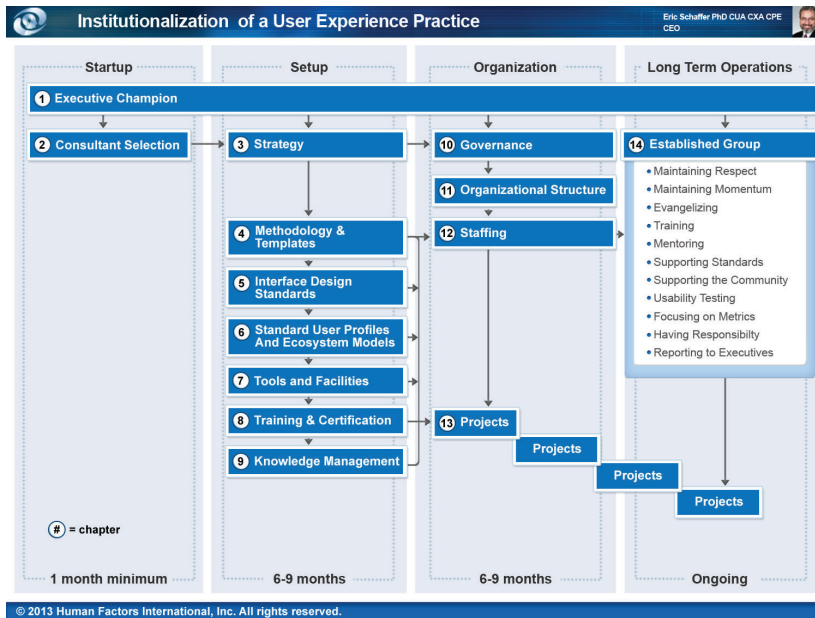 Institutionalization of a User Experience Practice
Eric Schaffer PhD CUA CXA CPE
CEO
Startup
Setup
Organization
Long Term Operations
1 Executive Champion
2 Consultant Selection
3 Strategy
10 Governance
14 Established Group
11 Organizational Structure
12 Staffing
4 Methodology &
Templates
5 Interface Design
Standards
6 Standard User Profiles
And Ecosystem Models
7 Tools and Facilities
8 Training & Certification
9 Knowledge Management
• Maintaining Respect
• Maintaining Momentum
• Evangelizing
• Training
• Mentoring
• Supporting Standards
• Supporting the Community
• Usability Testing
• Focusing on Metrics
• Having Responsibilty
• Reporting to Executives
13 Projects
Projects
Projects
Projects
# = chapter
1 month minimum
6-9 months
6-9 months
Ongoing
© 2013 Human Factors International, Inc. All rights reserved.